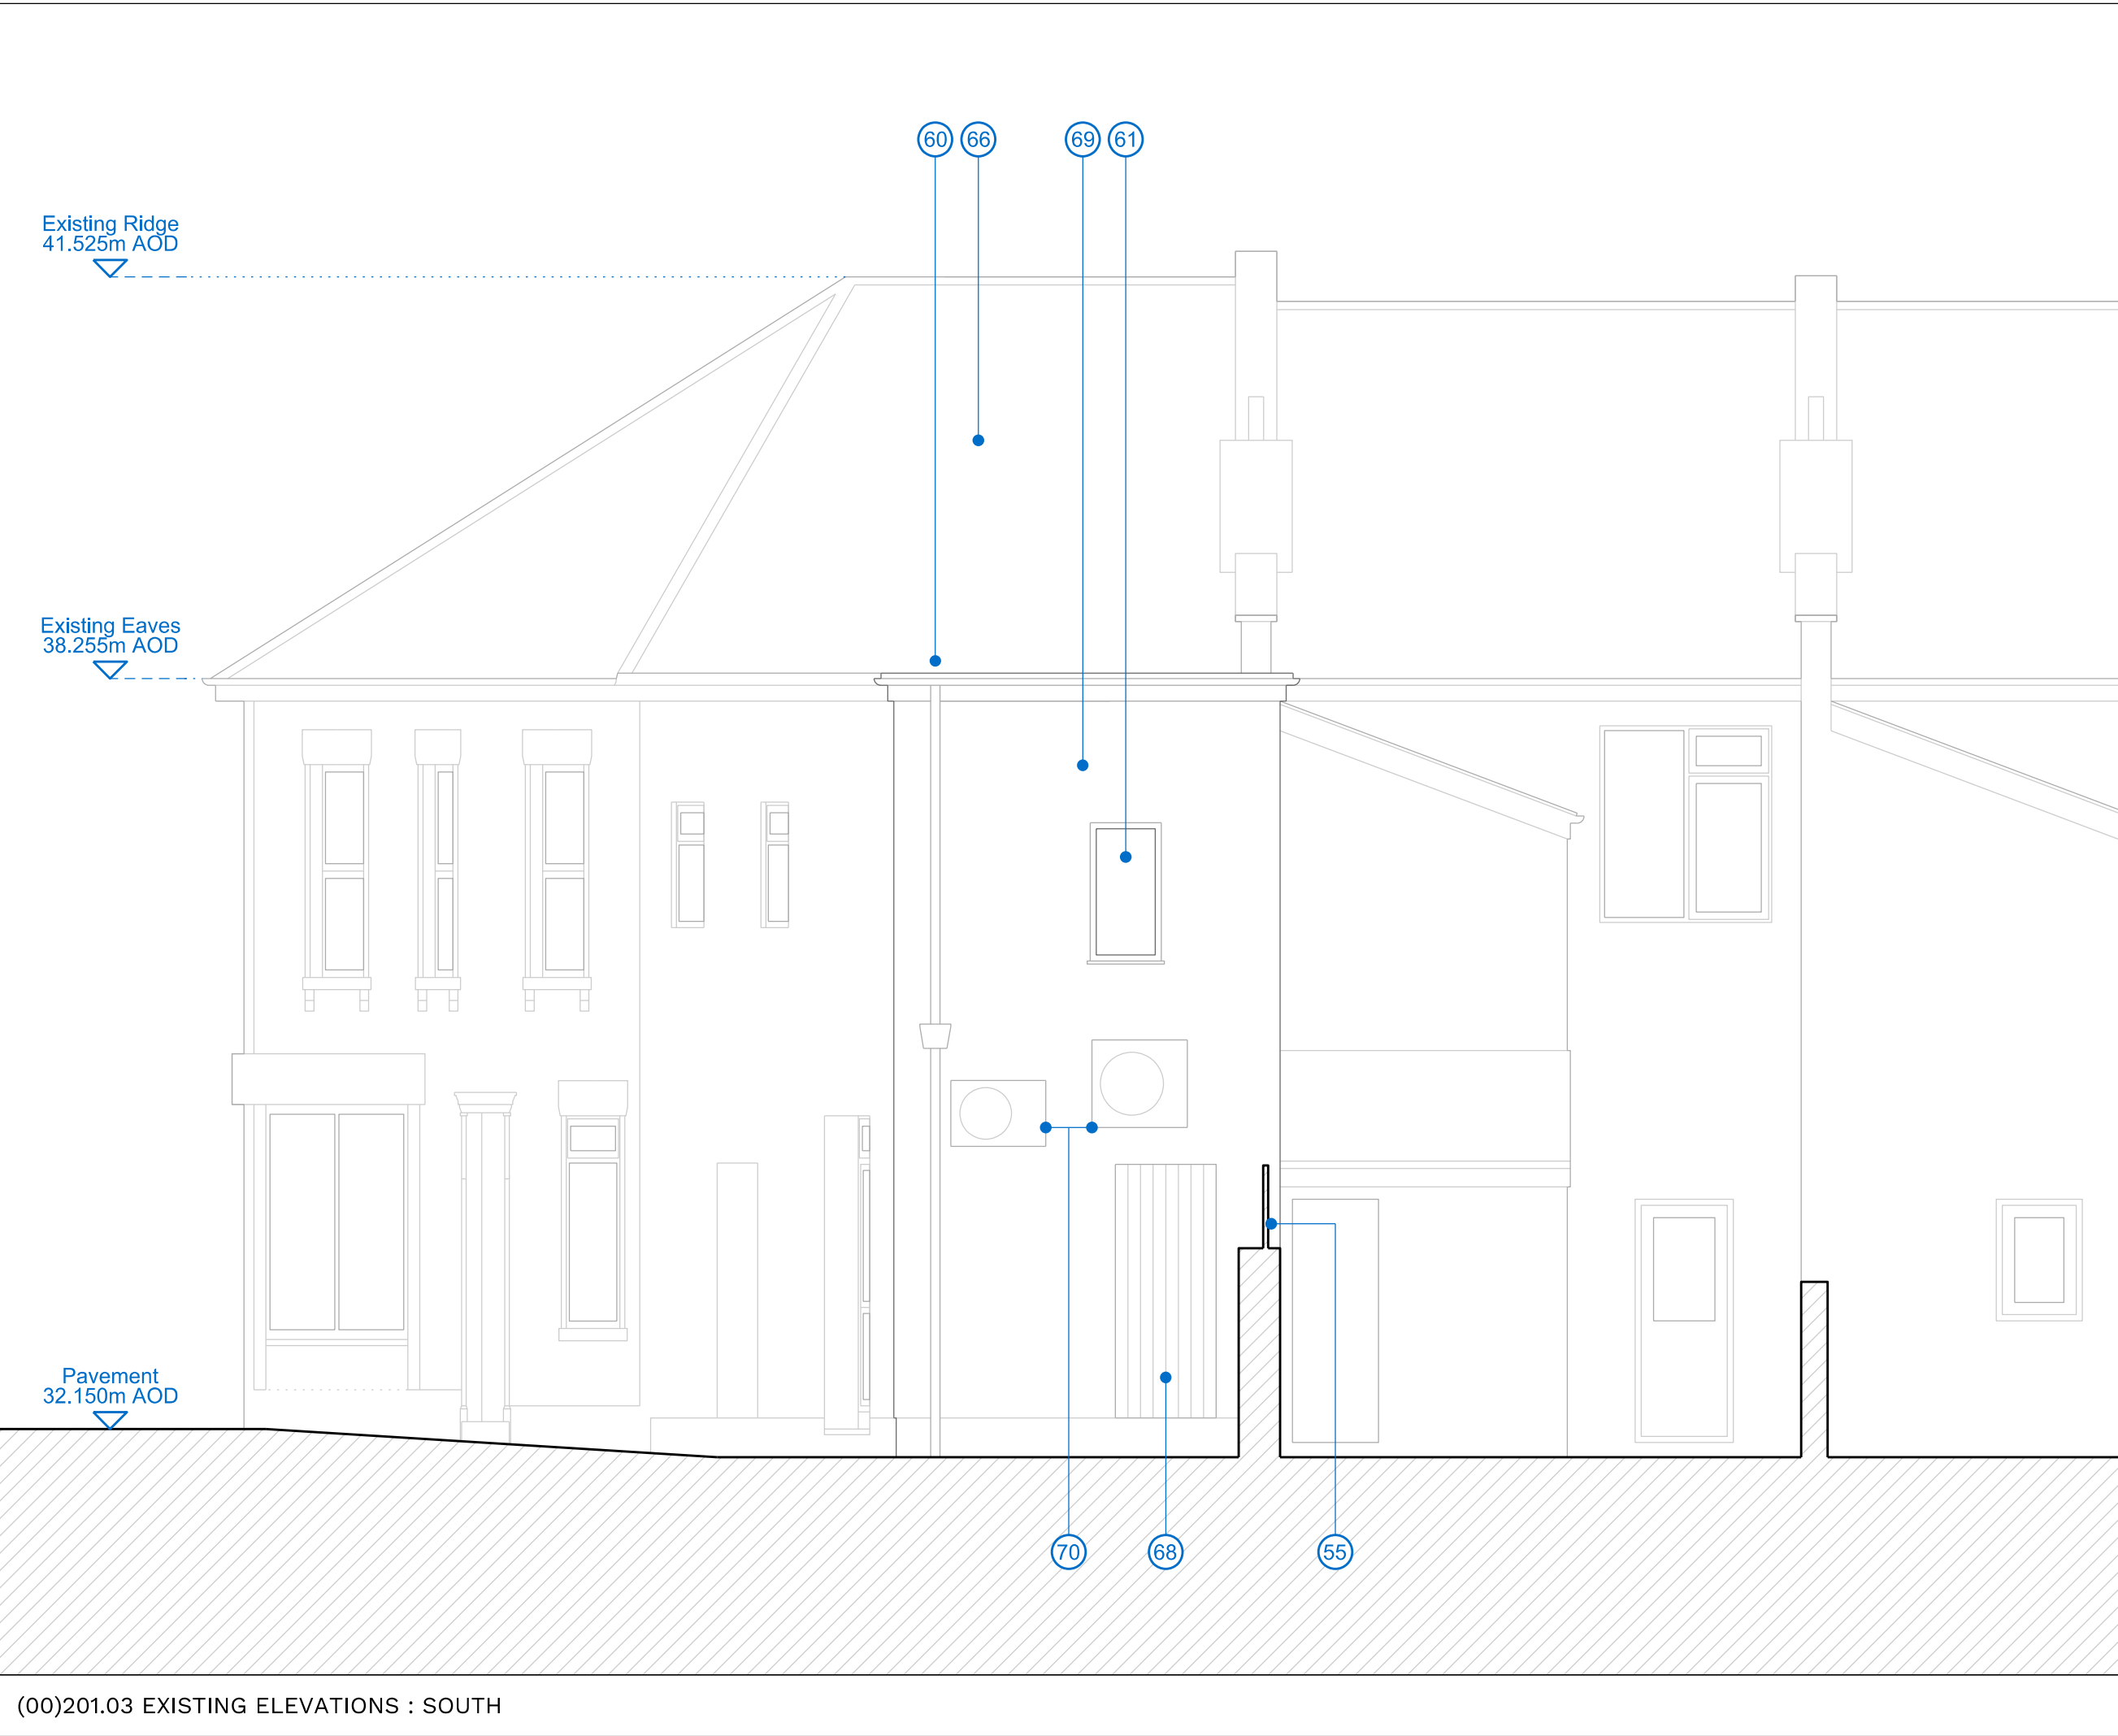 60 66 69 61
Existing Ridge
41.525m AOD
Existing Eaves
38.255m AOD
Pavement
32.150m AOD
70 68 55
(00)201.03 EXISTING ELEVATIONS : SOUTH